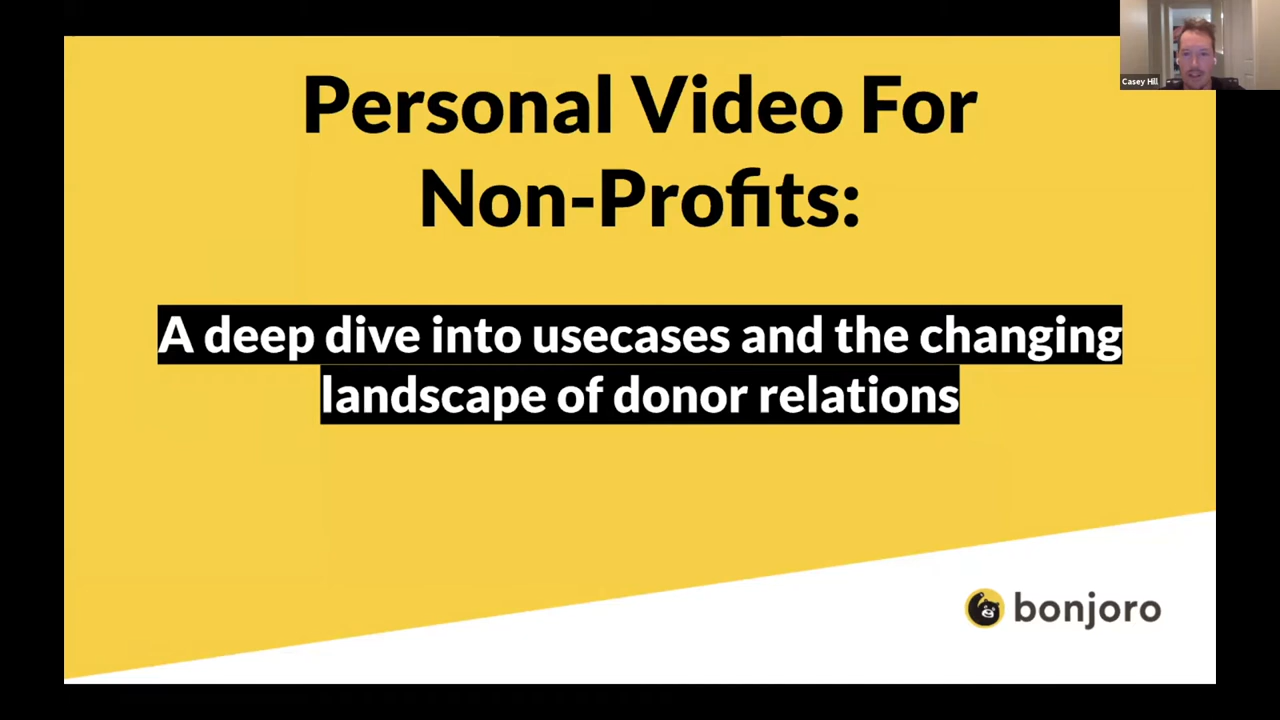 Personal Video For
Non-Profits:
A deep dive into usecases and the changing
landscape of donor relations
bonjoro
Casey Hill